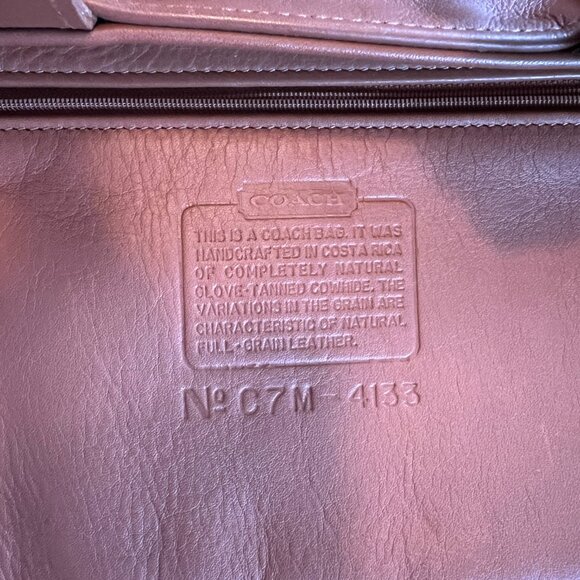 COACH
THIS IS A COACH BAG. IT WAS
HANDCRAFTED IN COSTA RICA
OF COMPLETELY NATURAL
GLOVE-TANNED COWHIDE. THE
VARIATIONS IN THE GRAIN ARE
CHARACTERISTIC OF NATURAL
FULL-GRAIN LEATHER.
No C7M-4133